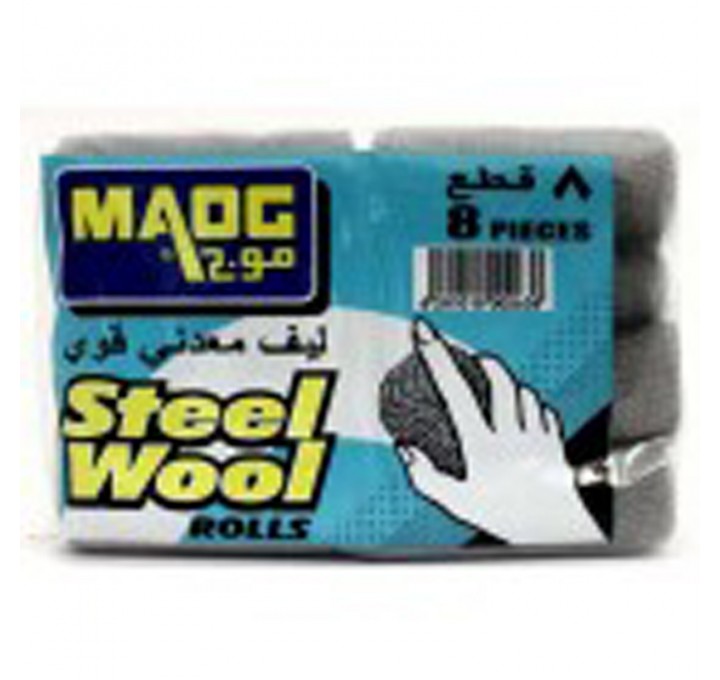 MAOG
موج
٨ قطع
8 PIECES
ليف معدني قوي
Steel
Wool
ROLLS